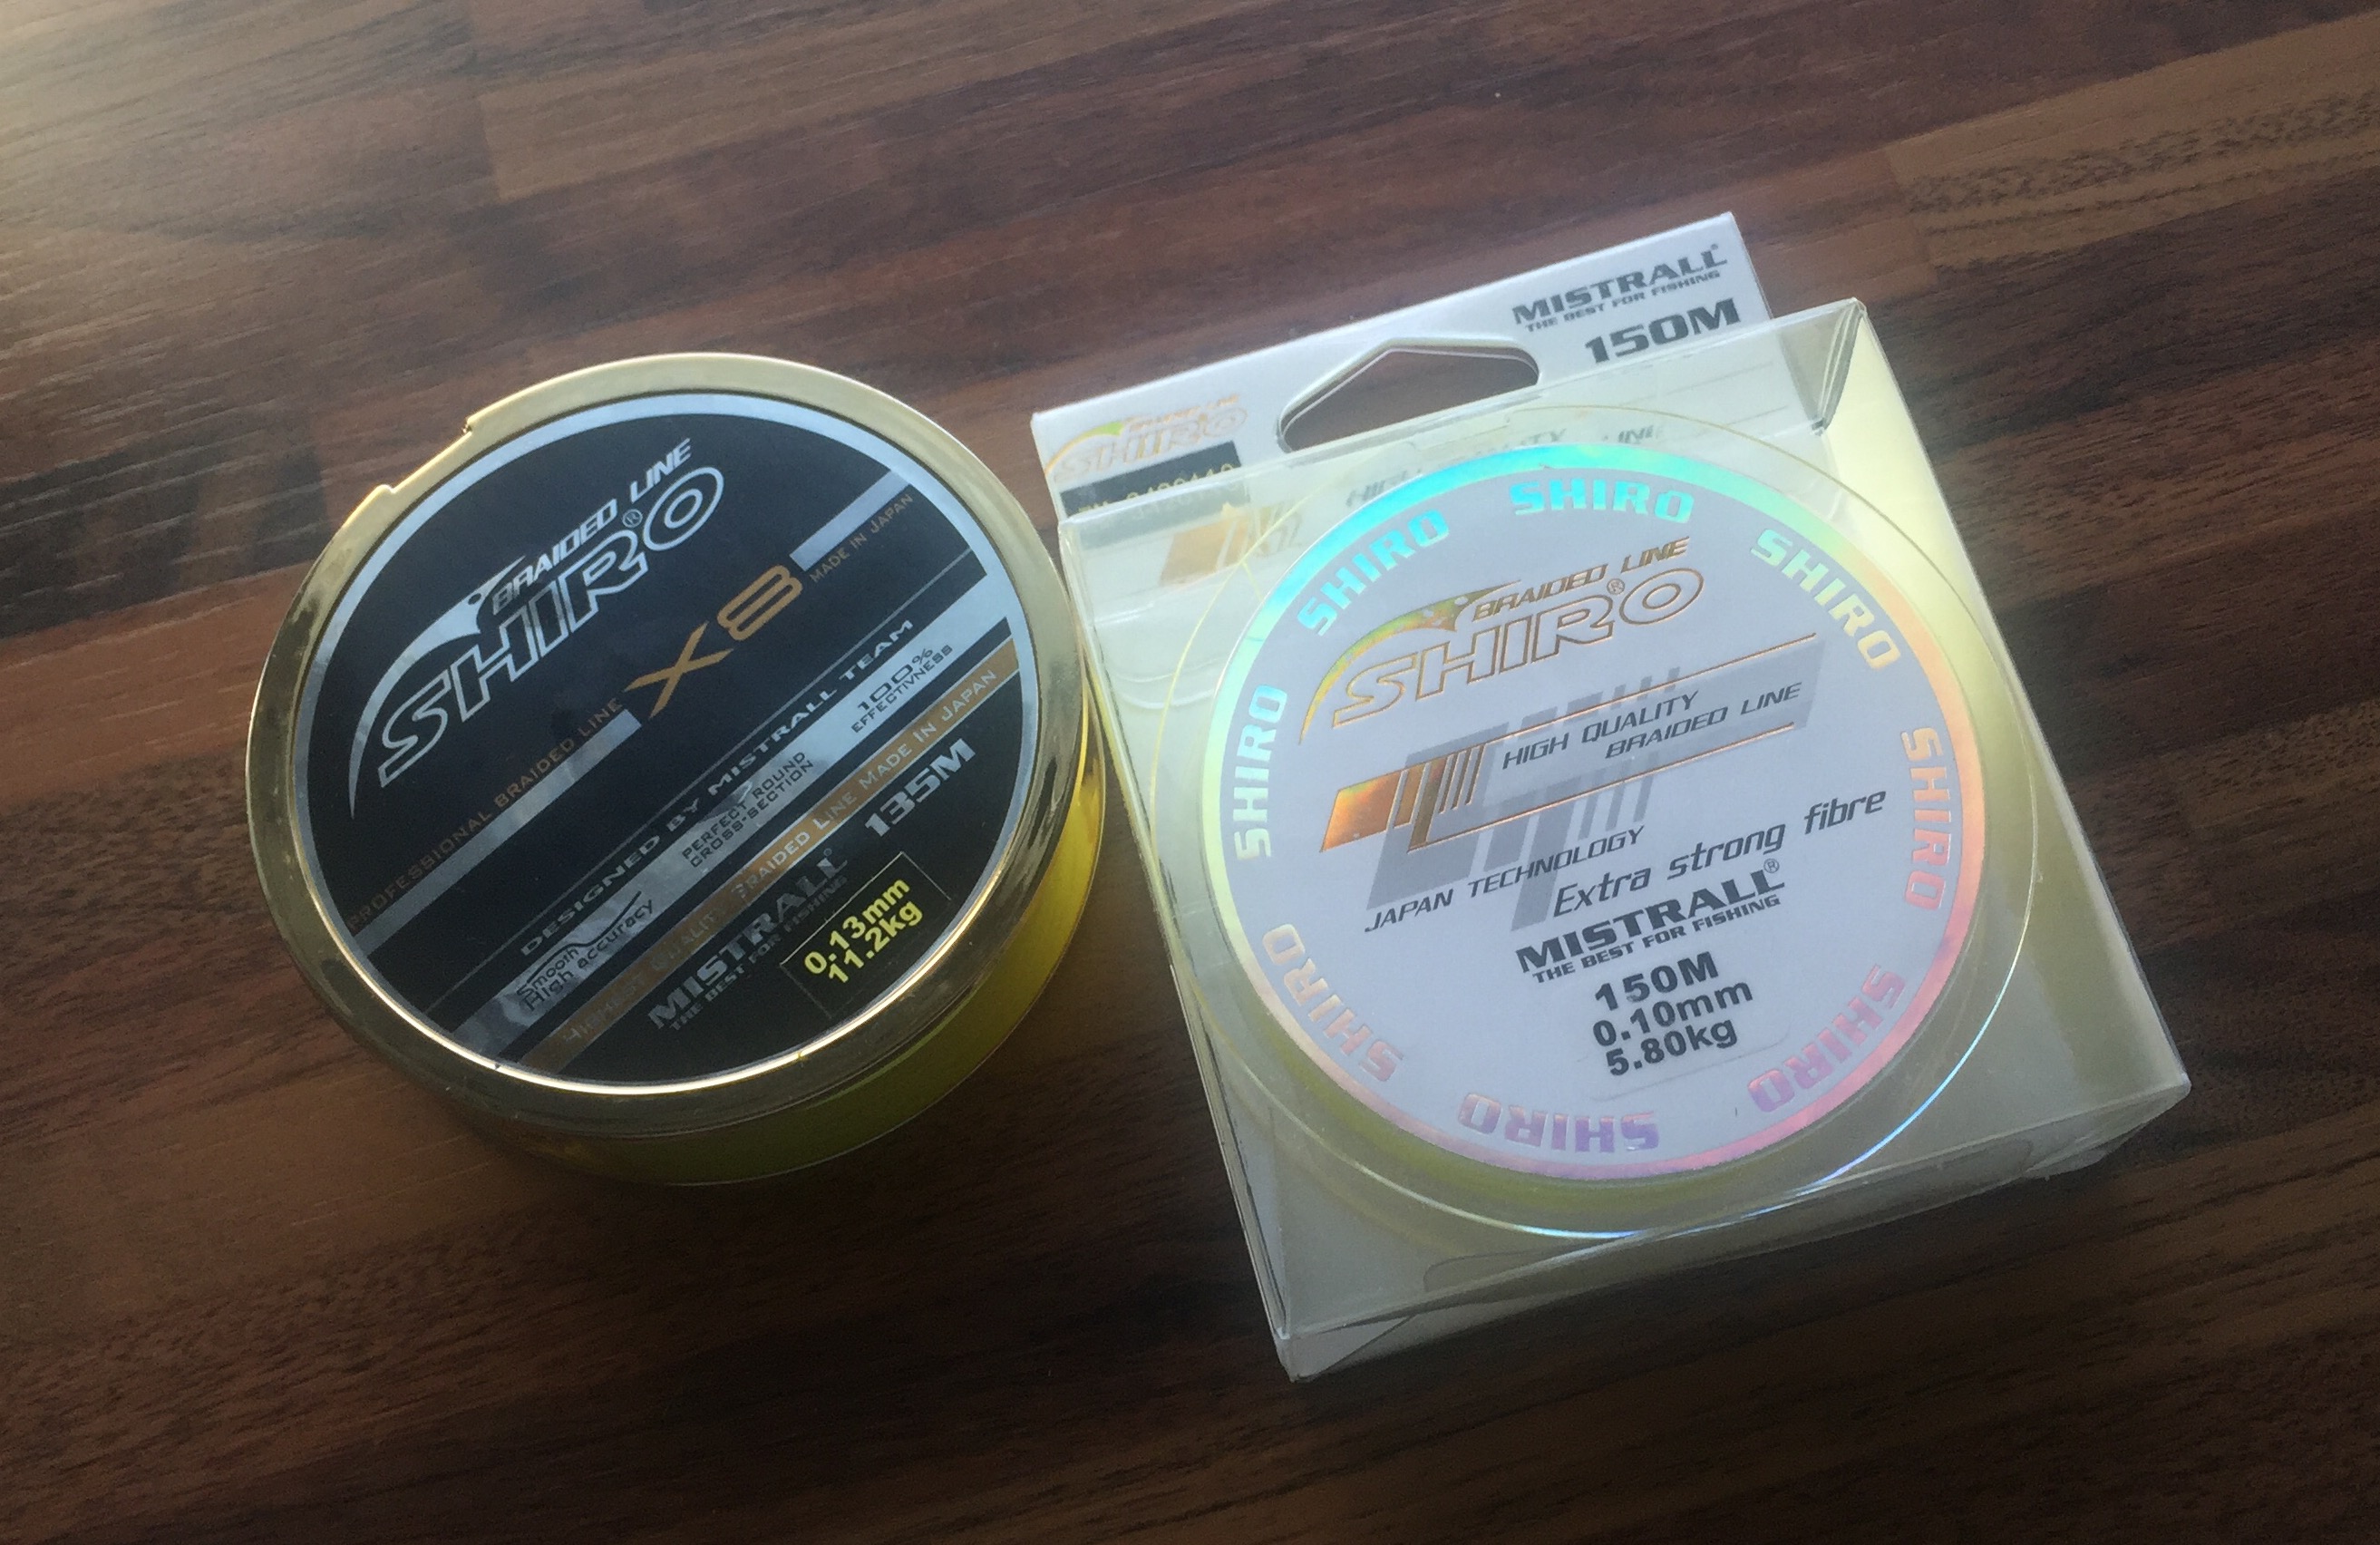 BRAIDED LINE
SHIRO®
PROFESSIONAL BRAIDED LINE X8 MADE IN JAPAN
DESIGNED BY MISTRALL TEAM
Smooth
High accuracy
PERFECT ROUND
CROSS-SECTION
100%
EFFECTIVNESS
HIGHEST QUALITY BRAIDED LINE MADE IN JAPAN
MISTRALL®
THE BEST FOR FISHING
135M
0.13mm
11.2kg
MISTRALL®
THE BEST FOR FISHING
150M
SHIRO
SHIRO
SHIRO
SHIRO
SHIRO
SHIRO
SHIRO
SHIRO
SHIRO
SHIRO
BRAIDED LINE
SHIRO®
HIGH QUALITY
BRAIDED LINE
JAPAN TECHNOLOGY
Extra strong fibre
MISTRALL®
THE BEST FOR FISHING
150M
0.10mm
5.80kg